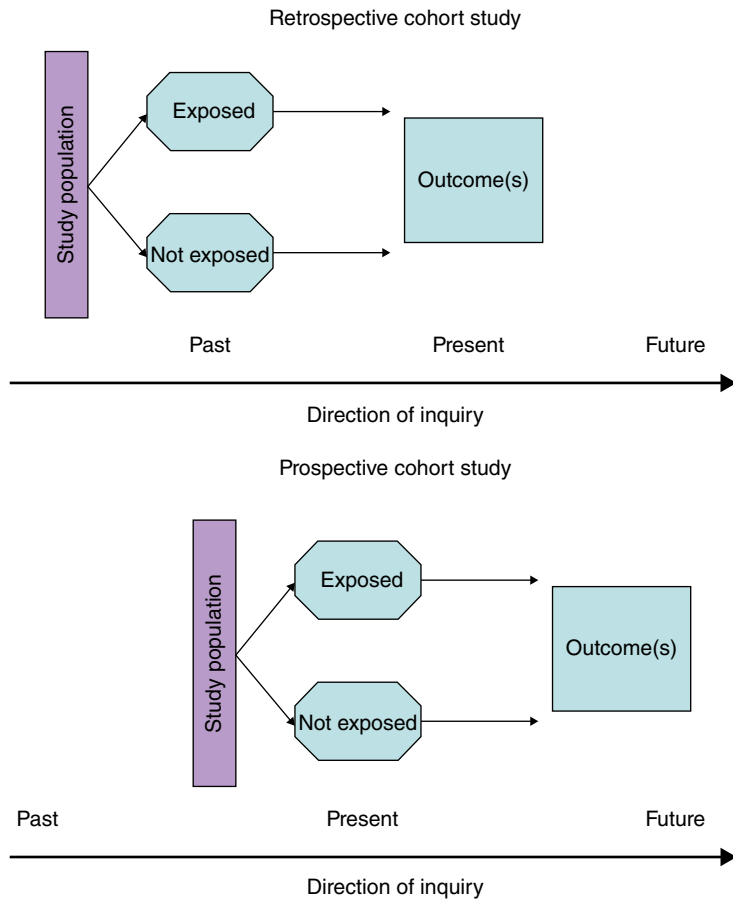 Retrospective cohort study
Study population
Exposed
Not exposed
Outcome(s)
Past Present Future
Direction of inquiry
Prospective cohort study
Study population
Exposed
Not exposed
Outcome(s)
Past Present Future
Direction of inquiry